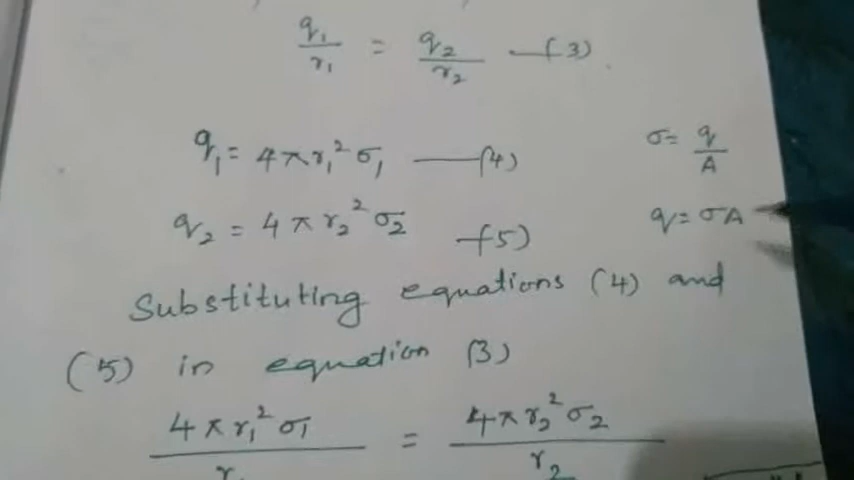 q₁/r₁ = q₂/r₂ —(3)
q₁ = 4πr₁²σ₁ —(4) σ = q/A
q₂ = 4πr₂²σ₂ —(5) q = σA
Substituting equations (4) and
(5) in equation (3)
4πr₁²σ₁/r = 4πr₂²σ₂/r₂